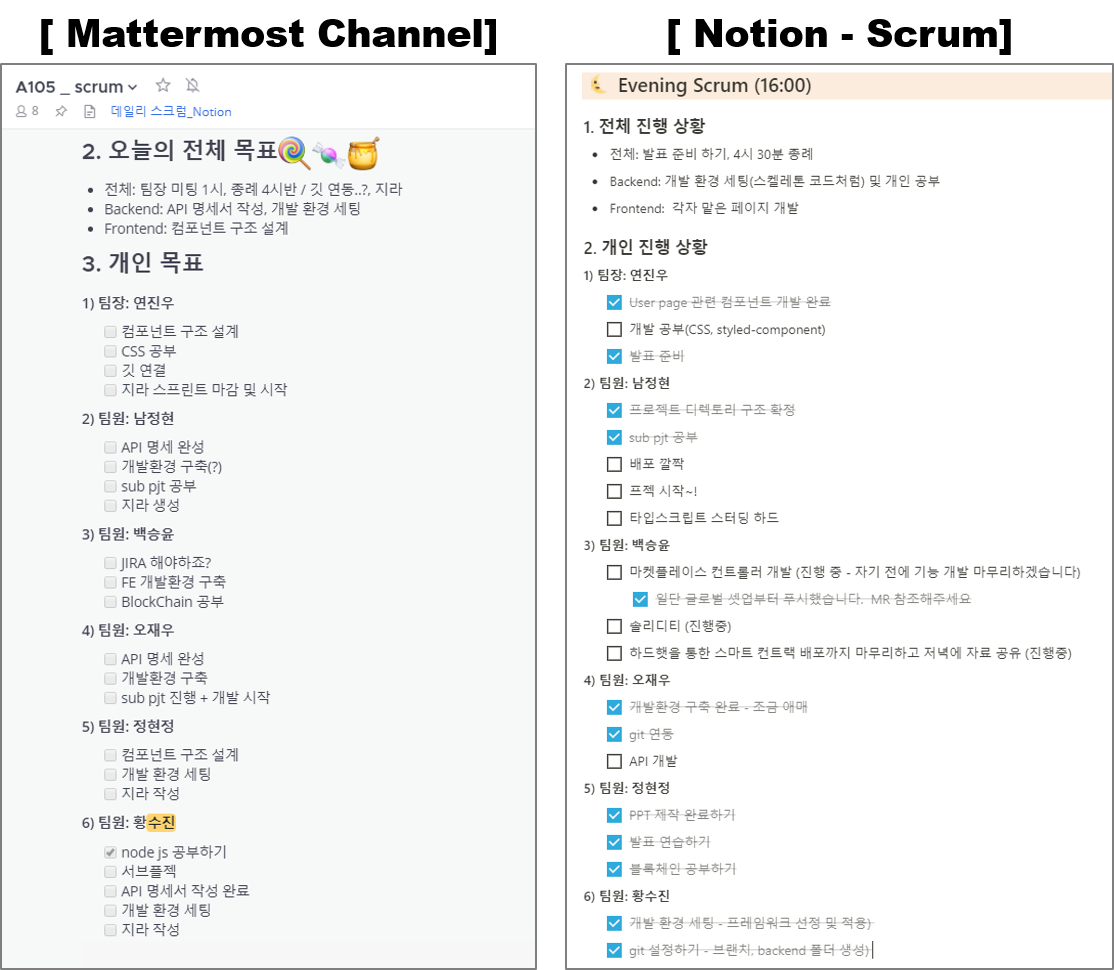 [ Mattermost Channel]
A105 _ scrum
8 데일리 스크럼_Notion
2. 오늘의 전체 목표
전체: 팀장 미팅 1시, 종례 4시반 / 깃 연동..?, 지라
Backend: API 명세서 작성, 개발 환경 세팅
Frontend: 컴포넌트 구조 설계
3. 개인 목표
1) 팀장: 연진우
컴포넌트 구조 설계
CSS 공부
깃 연결
지라 스프린트 마감 및 시작
2) 팀원: 남정현
API 명세 완성
개발환경 구축(?)
sub pjt 공부
지라 생성
3) 팀원: 백승윤
JIRA 해야하죠?
FE 개발환경 구축
BlockChain 공부
4) 팀원: 오재우
API 명세 완성
개발환경 구축
sub pjt 진행 + 개발 시작
5) 팀원: 정현정
컴포넌트 구조 설계
개발 환경 세팅
지라 작성
6) 팀원: 황수진
node js 공부하기
서브플젝
API 명세서 작성 완료
개발 환경 세팅
지라 작성
[ Notion - Scrum]
Evening Scrum (16:00)
1. 전체 진행 상황
전체: 발표 준비 하기, 4시 30분 종례
Backend: 개발 환경 세팅(스켈레톤 코드처럼) 및 개인 공부
Frontend: 각자 맡은 페이지 개발
2. 개인 진행 상황
1) 팀장: 연진우
User page 관련 컴포넌트 개발 완료
개발 공부(CSS, styled-component)
발표 준비
2) 팀원: 남정현
프로젝트 디렉토리 구조 확정
sub pjt 공부
배포 깔짝
프젝 시작~!
타입스크립트 스터딩 하드
3) 팀원: 백승윤
마켓플레이스 컨트롤러 개발 (진행 중 - 자기 전에 기능 개발 마무리하겠습니다)
일단 글로벌 셋업부터 푸시했습니다. MR 참조해주세요
솔리디티 (진행중)
하드햇을 통한 스마트 컨트랙 배포까지 마무리하고 저녁에 자료 공유 (진행중)
4) 팀원: 오재우
개발환경 구축 완료 - 조금 애매
git 연동
API 개발
5) 팀원: 정현정
PPT 제작 완료하기
발표 연습하기
블록체인 공부하기
6) 팀원: 황수진
개발 환경 세팅 - 프레임워크 선정 및 적용)
git 설정하기 - 브랜치, backend 폴더 생성)